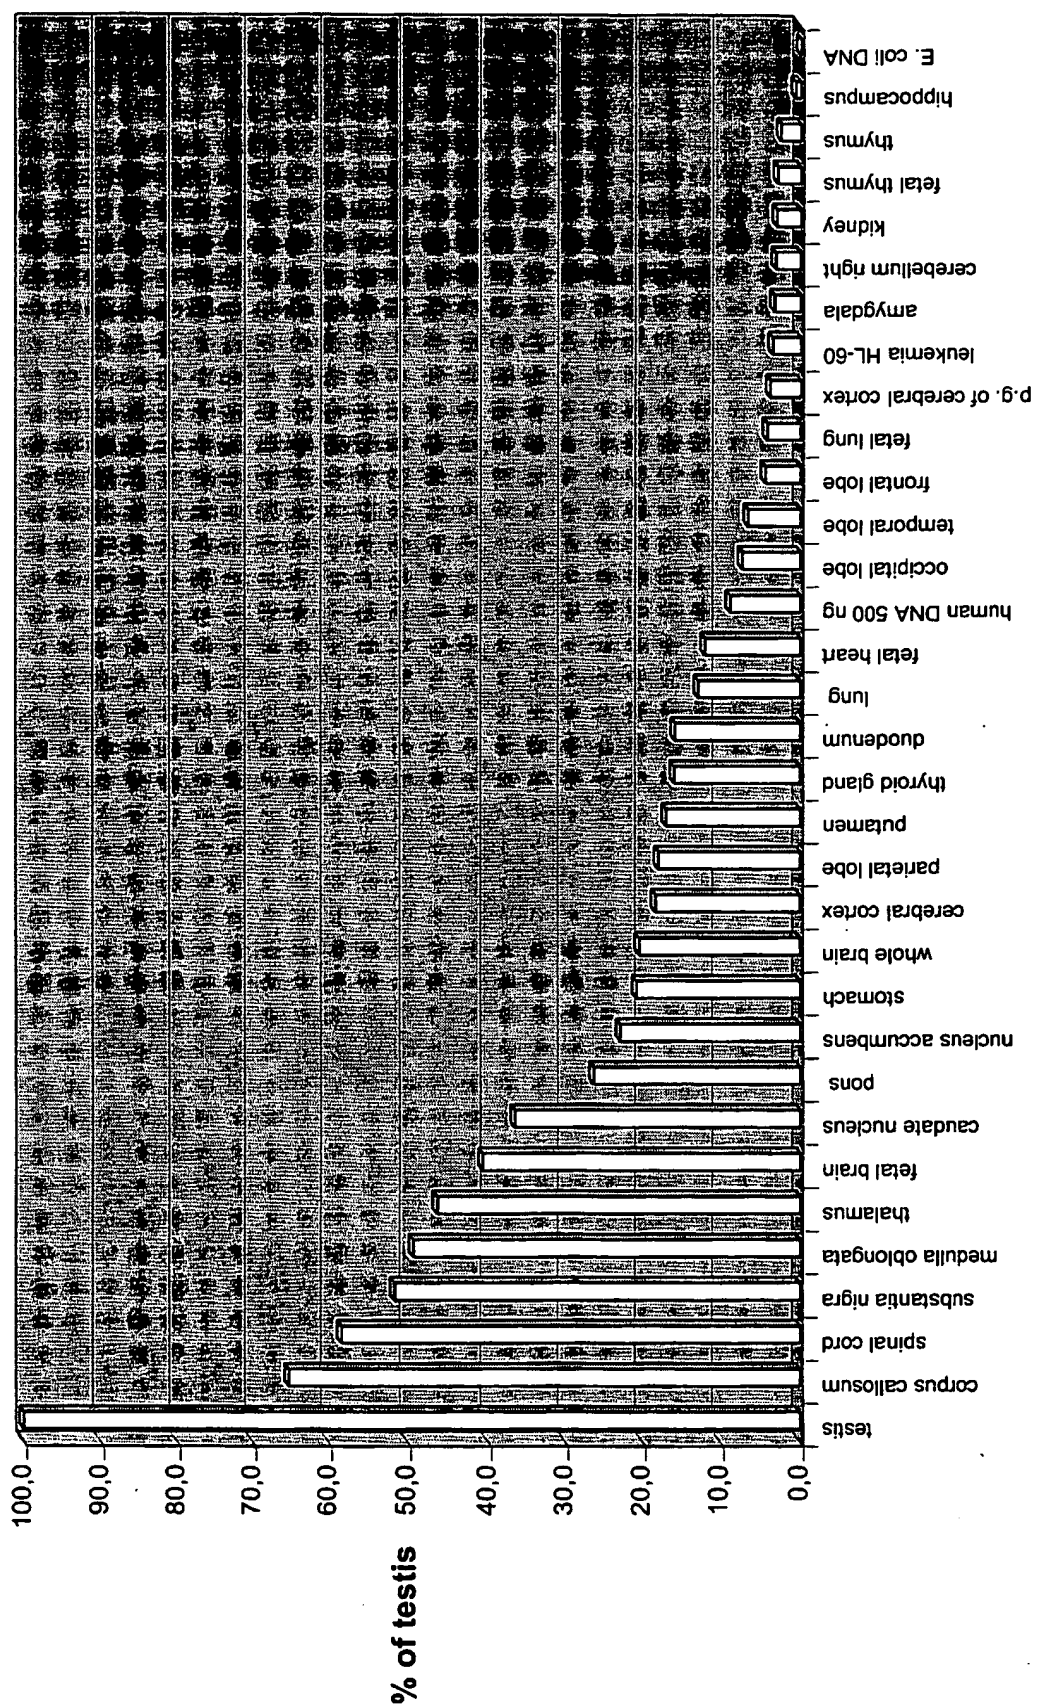 % of testis
100,0
90,0
80,0
70,0
60,0
50,0
40,0
30,0
20,0
10,0
0,0
testis
corpus callosum
spinal cord
substantia nigra
medulla oblongata
thalamus
fetal brain
caudate nucleus
pons
nucleus accumbens
stomach
whole brain
cerebral cortex
parietal lobe
putamen
thyroid gland
duodenum
lung
fetal heart
human DNA 500 ng
occipital lobe
temporal lobe
frontal lobe
fetal lung
p.g. of cerebral cortex
leukemia HL-60
amygdala
cerebellum right
kidney
fetal thymus
thymus
hippocampus
E. coli DNA